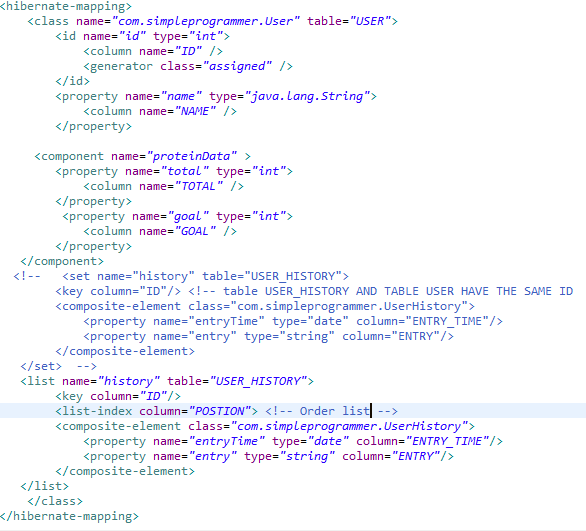 <hibernate-mapping>
<class name="com.simpleprogrammer.User" table="USER">
<id name="id" type="int">
<column name="ID" />
<generator class="assigned" />
</id>
<property name="name" type="java.lang.String">
<column name="NAME" />
</property>
<component name="proteinData" >
<property name="total" type="int">
<column name="TOTAL" />
</property>
<property name="goal" type="int">
<column name="GOAL" />
</property>
</component>
<!-- <set name="history" table="USER_HISTORY">
<key column="ID"/> <!-- table USER_HISTORY AND TABLE USER HAVE THE SAME ID
<composite-element class="com.simpleprogrammer.UserHistory">
<property name="entryTime" type="date" column="ENTRY_TIME"/>
<property name="entry" type="string" column="ENTRY"/>
</composite-element>
</set> -->
<list name="history" table="USER_HISTORY">
<key column="ID"/>
<list-index column="POSTION"> <!-- Order list -->
<composite-element class="com.simpleprogrammer.UserHistory">
<property name="entryTime" type="date" column="ENTRY_TIME"/>
<property name="entry" type="string" column="ENTRY"/>
</composite-element>
</list>
</class>
</hibernate-mapping>